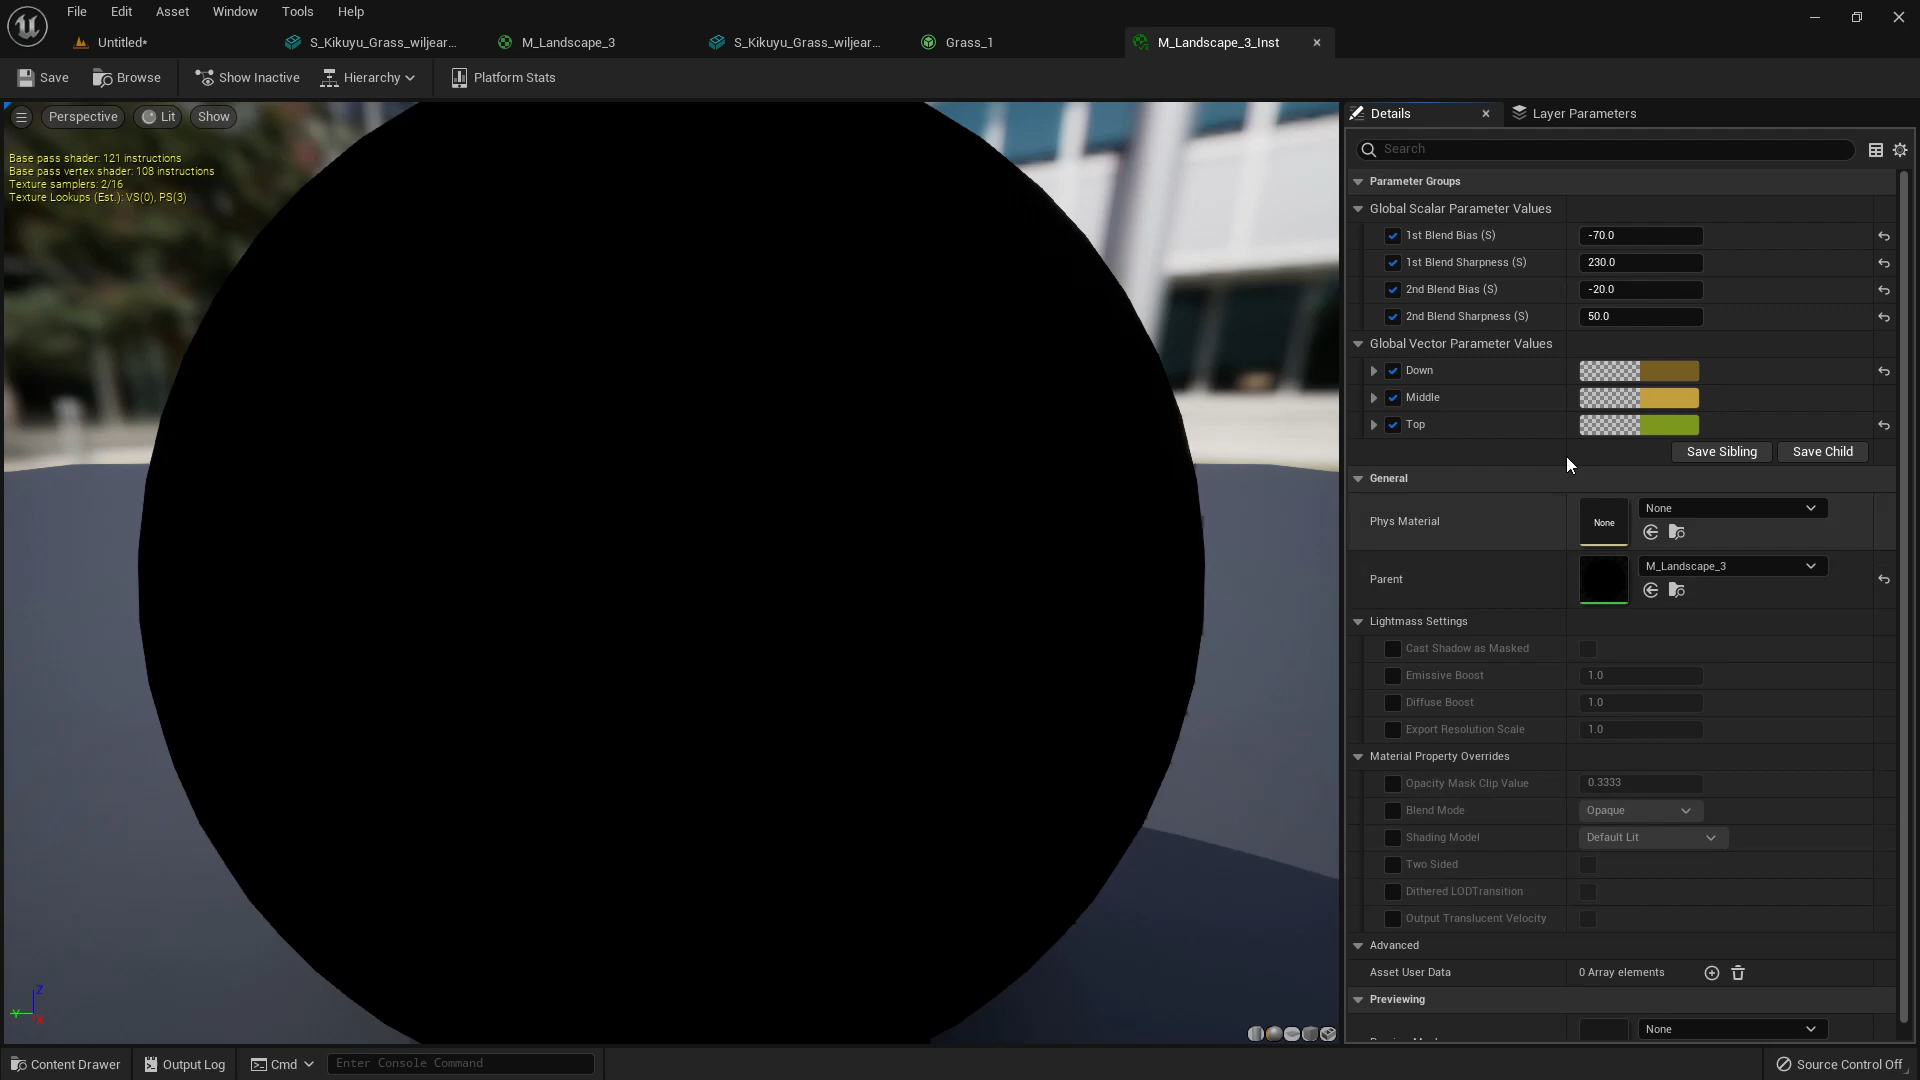 File Edit Asset Window Tools Help
Untitled* S_Kikuyu_Grass_wiljear... M_Landscape_3 S_Kikuyu_Grass_wiljear... Grass_1 M_Landscape_3_Inst
Save Browse Show Inactive Hierarchy Platform Stats
Perspective Lit Show
Base pass shader: 121 instructions
Base pass vertex shader: 108 instructions
Texture samplers: 2/16
Texture Lookups (Est.): VS(0), PS(3)
Z
Y
X
Details Layer Parameters
Search
Parameter Groups
Global Scalar Parameter Values
1st Blend Bias (S) -70.0
1st Blend Sharpness (S) 230.0
2nd Blend Bias (S) -20.0
2nd Blend Sharpness (S) 50.0
Global Vector Parameter Values
Down
Middle
Top
Save Sibling Save Child
General
Phys Material None None
Parent M_Landscape_3
Lightmass Settings
Cast Shadow as Masked
Emissive Boost 1.0
Diffuse Boost 1.0
Export Resolution Scale 1.0
Material Property Overrides
Opacity Mask Clip Value 0.3333
Blend Mode Opaque
Shading Model Default Lit
Two Sided
Dithered LODTransition
Output Translucent Velocity
Advanced
Asset User Data 0 Array elements
Previewing
None
Content Drawer Output Log Cmd Enter Console Command Source Control Off